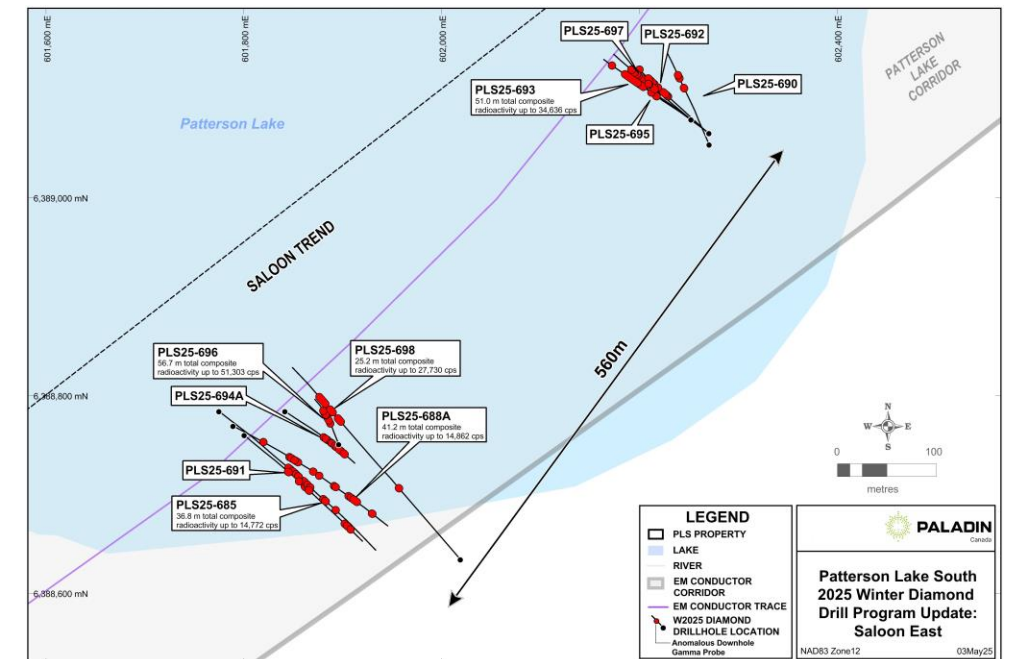 601,600 mE
601,800 mE
602,000 mE
602,400 mE
6,389,000 mN
6,388,800 mN
6,388,600 mN
Patterson Lake
SALOON TREND
PATTERSON
LAKE
CORRIDOR
PLS25-697
PLS25-692
PLS25-693
51.0 m total composite
radioactivity up to 34,636 cps
PLS25-690
PLS25-695
560m
PLS25-696
56.7 m total composite
radioactivity up to 51,303 cps
PLS25-698
25.2 m total composite
radioactivity up to 27,730 cps
PLS25-694A
PLS25-688A
41.2 m total composite
radioactivity up to 14,862 cps
PLS25-691
PLS25-685
36.8 m total composite
radioactivity up to 14,772 cps
N
W
E
S
0
100
metres
LEGEND
PLS PROPERTY
LAKE
RIVER
EM CONDUCTOR
CORRIDOR
EM CONDUCTOR TRACE
W2025 DIAMOND
DRILLHOLE LOCATION
Anomalous Downhole
Gamma Probe
PALADIN
Canada
Patterson Lake South
2025 Winter Diamond
Drill Program Update:
Saloon East
NAD83 Zone12
03May25